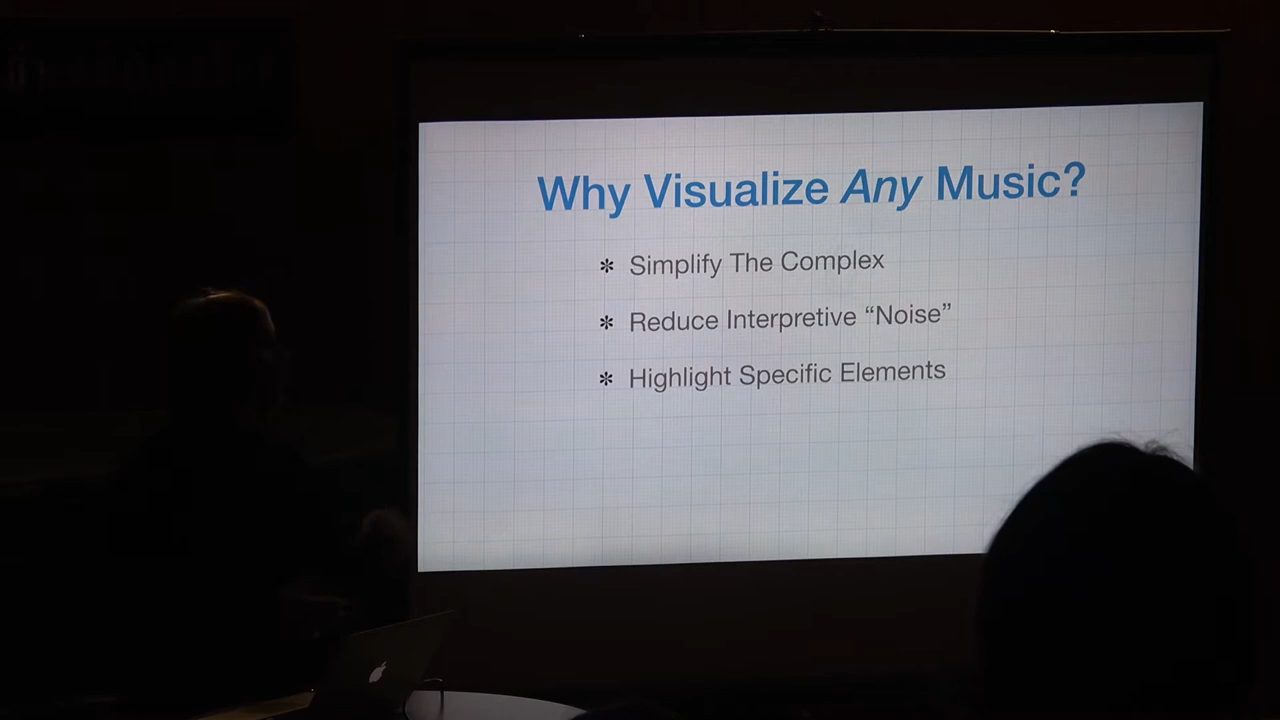 Why Visualize Any Music?
✻ Simplify The Complex
✻ Reduce Interpretive “Noise”
✻ Highlight Specific Elements